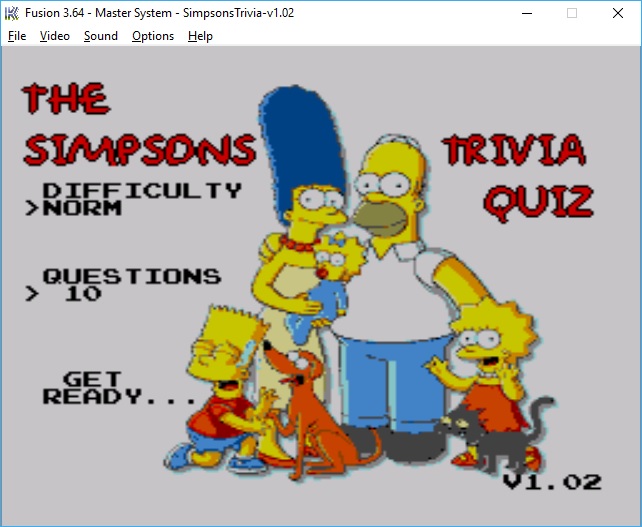 Fusion 3.64 - Master System - SimpsonsTrivia-v1.02
File Video Sound Options Help
THE
SIMPSONS
TRIVIA
QUIZ
DIFFICULTY
>NORM
QUESTIONS
> 10
GET
READY...
V1.02